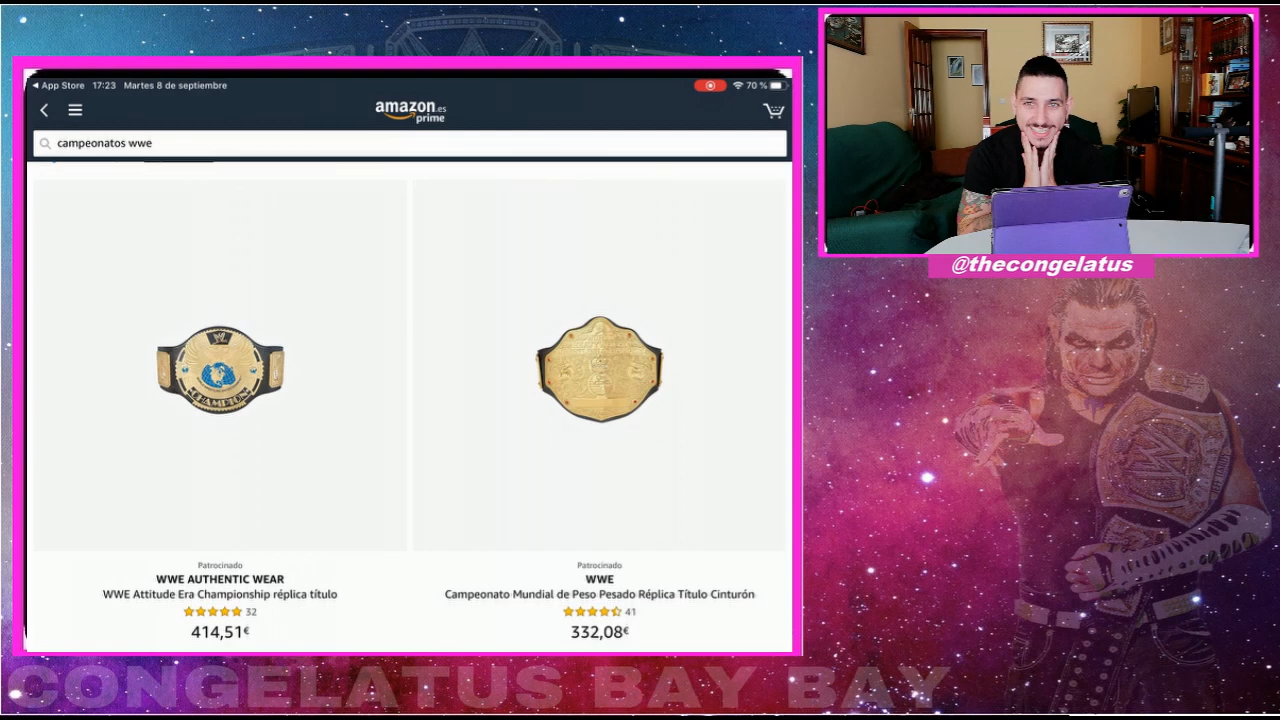 App Store 17:23 Martes 8 de septiembre
70 %
amazon.es
prime
campeonatos wwe
CHAMPION
Patrocinado
WWE AUTHENTIC WEAR
WWE Attitude Era Championship réplica título
32
414,51€
Patrocinado
WWE
Campeonato Mundial de Peso Pesado Réplica Título Cinturón
41
332,08€
@thecongelatus
CONGELATUS BAY BAY